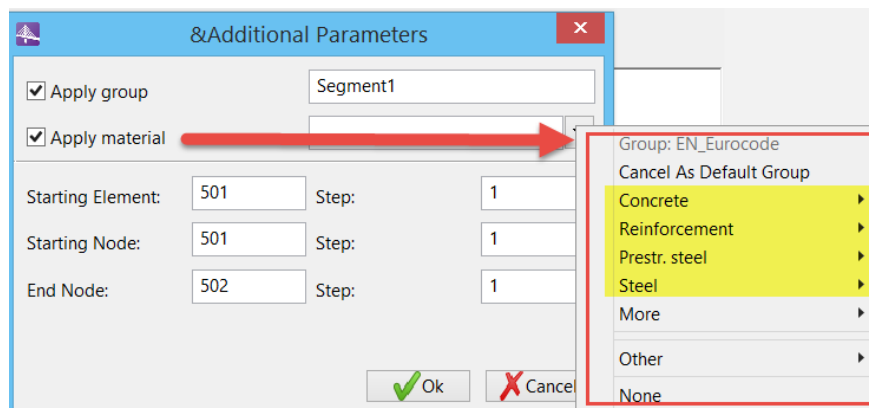 &Additional Parameters
Apply group
Segment1
Apply material
Group: EN_Eurocode
Cancel As Default Group
Concrete
Reinforcement
Prestr. steel
Steel
More
Other
None
Starting Element: 501 Step: 1
Starting Node: 501 Step: 1
End Node: 502 Step: 1
Ok
Cancel